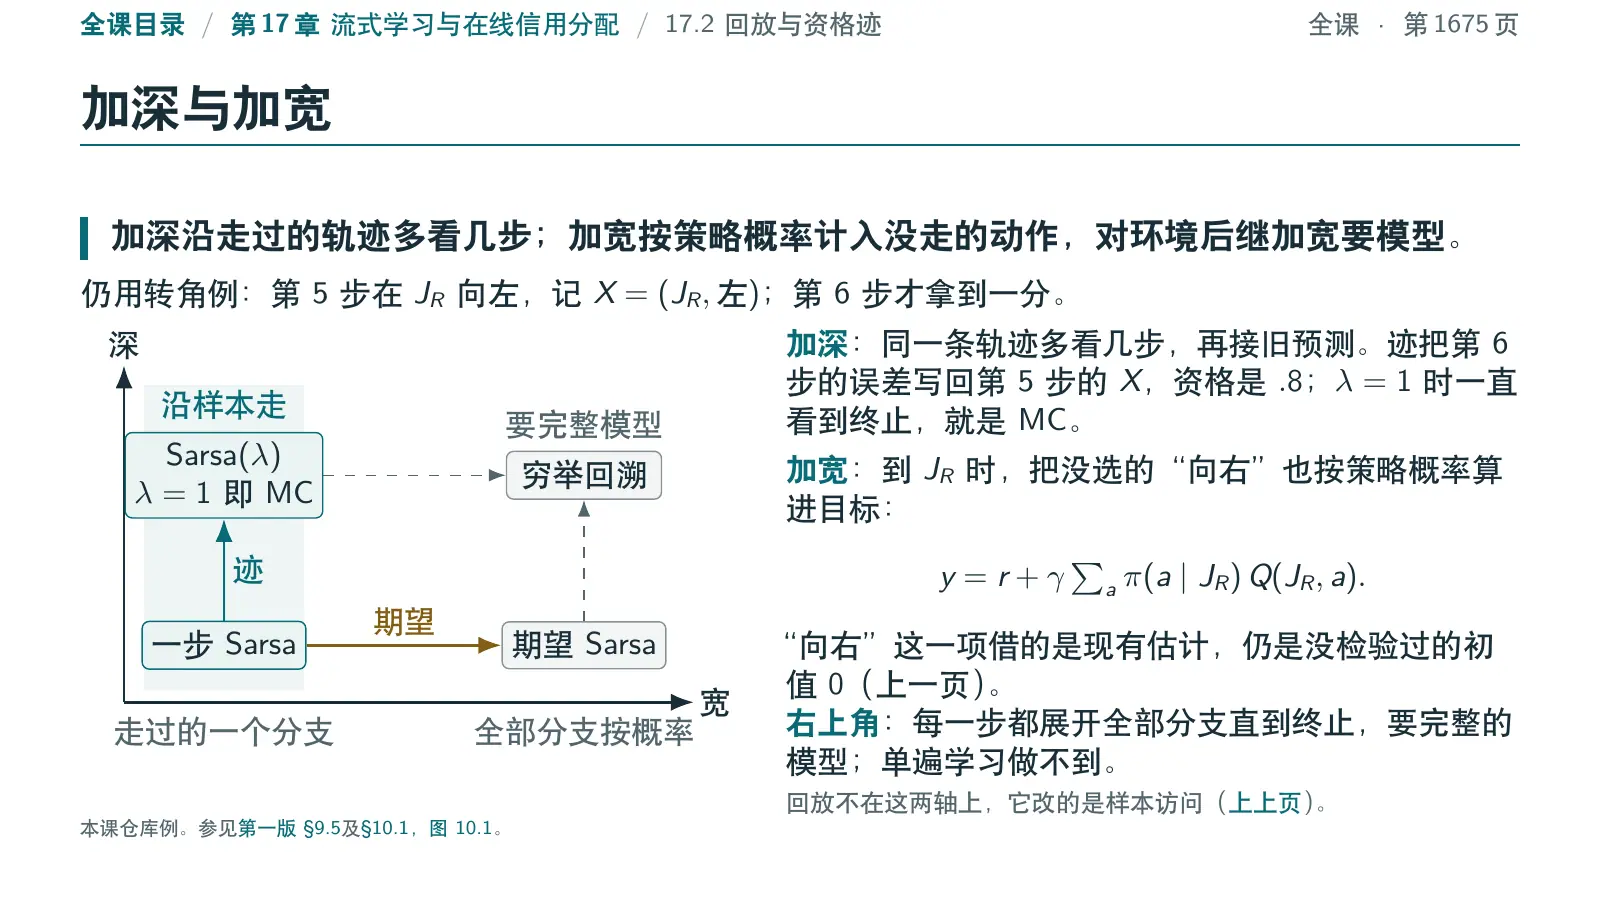 全课目录 / 第 17 章 流式学习与在线信用分配 / 17.2 回放与资格迹
全课 · 第 1675 页
加深与加宽
加深沿走过的轨迹多看几步；加宽按策略概率计入没走的动作，对环境后继加宽要模型。
仍用转角例：第 5 步在 J_R 向左，记 X = (J_R, 左)；第 6 步才拿到一分。
深
沿样本走
要完整模型
Sarsa(λ)
λ = 1 即 MC
穷举回溯
迹
期望
一步 Sarsa
期望 Sarsa
宽
走过的一个分支
全部分支按概率
加深：同一条轨迹多看几步，再接旧预测。迹把第 6
步的误差写回第 5 步的 X，资格是 .8；λ = 1 时一直
看到终止，就是 MC。
加宽：到 J_R 时，把没选的 “向右” 也按策略概率算
进目标：
y = r + γ ∑_a π(a | J_R) Q(J_R, a).
“向右” 这一项借的是现有估计，仍是没检验过的初
值 0（上一页）。
右上角：每一步都展开全部分支直到终止，要完整的
模型；单遍学习做不到。
回放不在这两轴上，它改的是样本访问（上上页）。
本课仓库例。参见第一版 §9.5及§10.1，图 10.1。